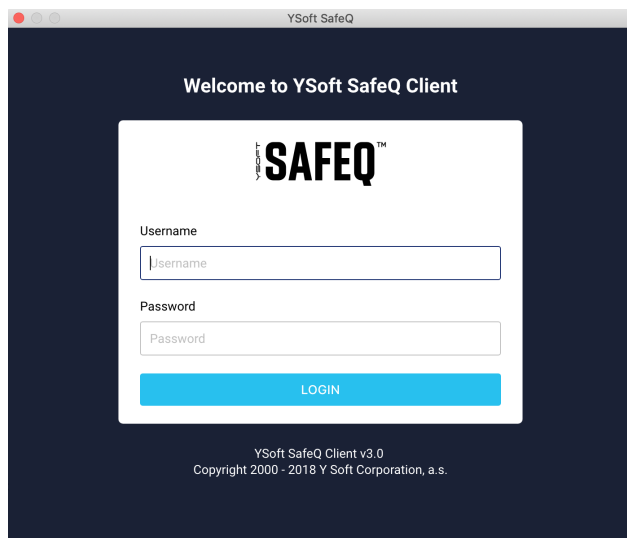 YSoft SafeQ
Welcome to YSoft SafeQ Client
YSOFT SAFEQ™
Username
Username
Password
Password
LOGIN
YSoft SafeQ Client v3.0
Copyright 2000 - 2018 Y Soft Corporation, a.s.